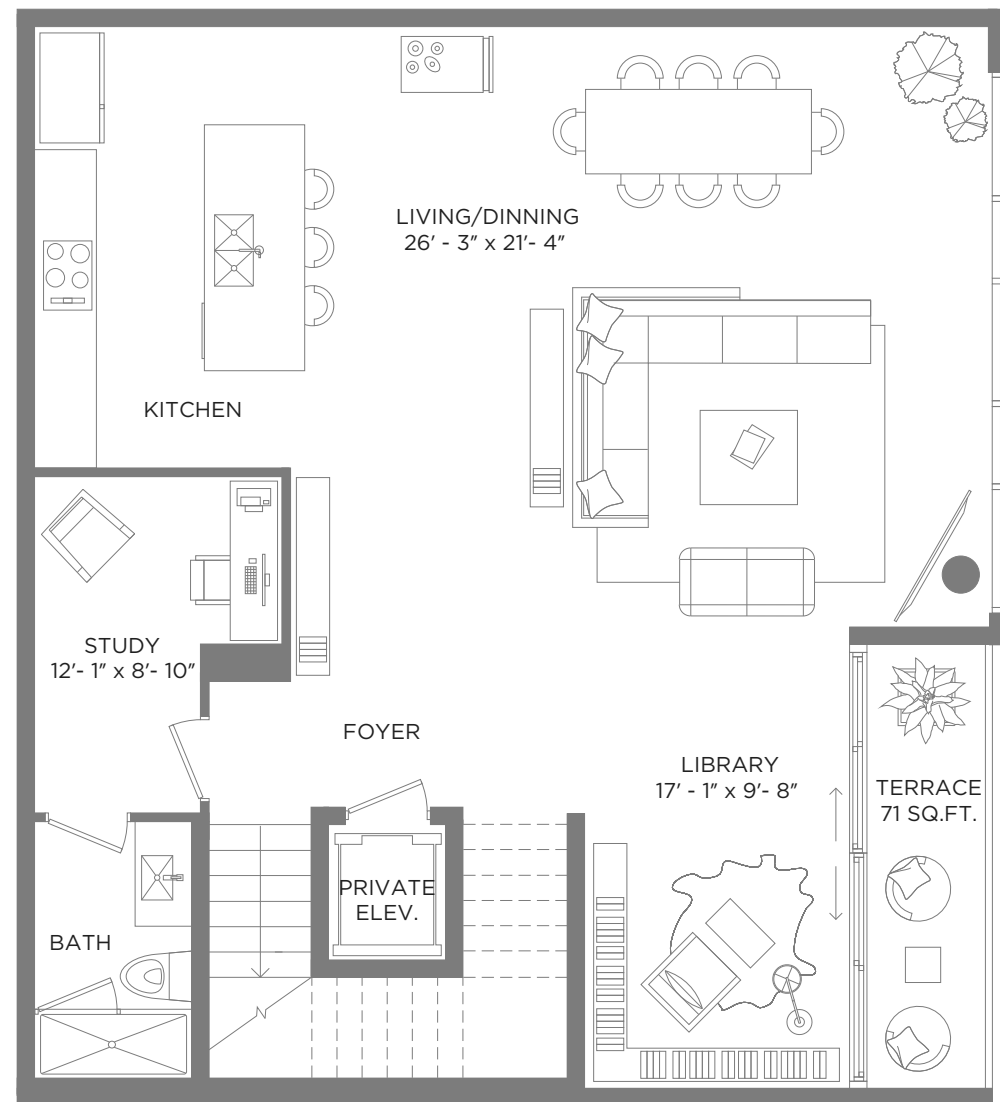 LIVING/DINNING
26' - 3" x 21'- 4"
KITCHEN
STUDY
12'- 1" x 8'- 10"
FOYER
LIBRARY
17' - 1" x 9'- 8"
TERRACE
71 SQ.FT.
PRIVATE
ELEV.
BATH
N